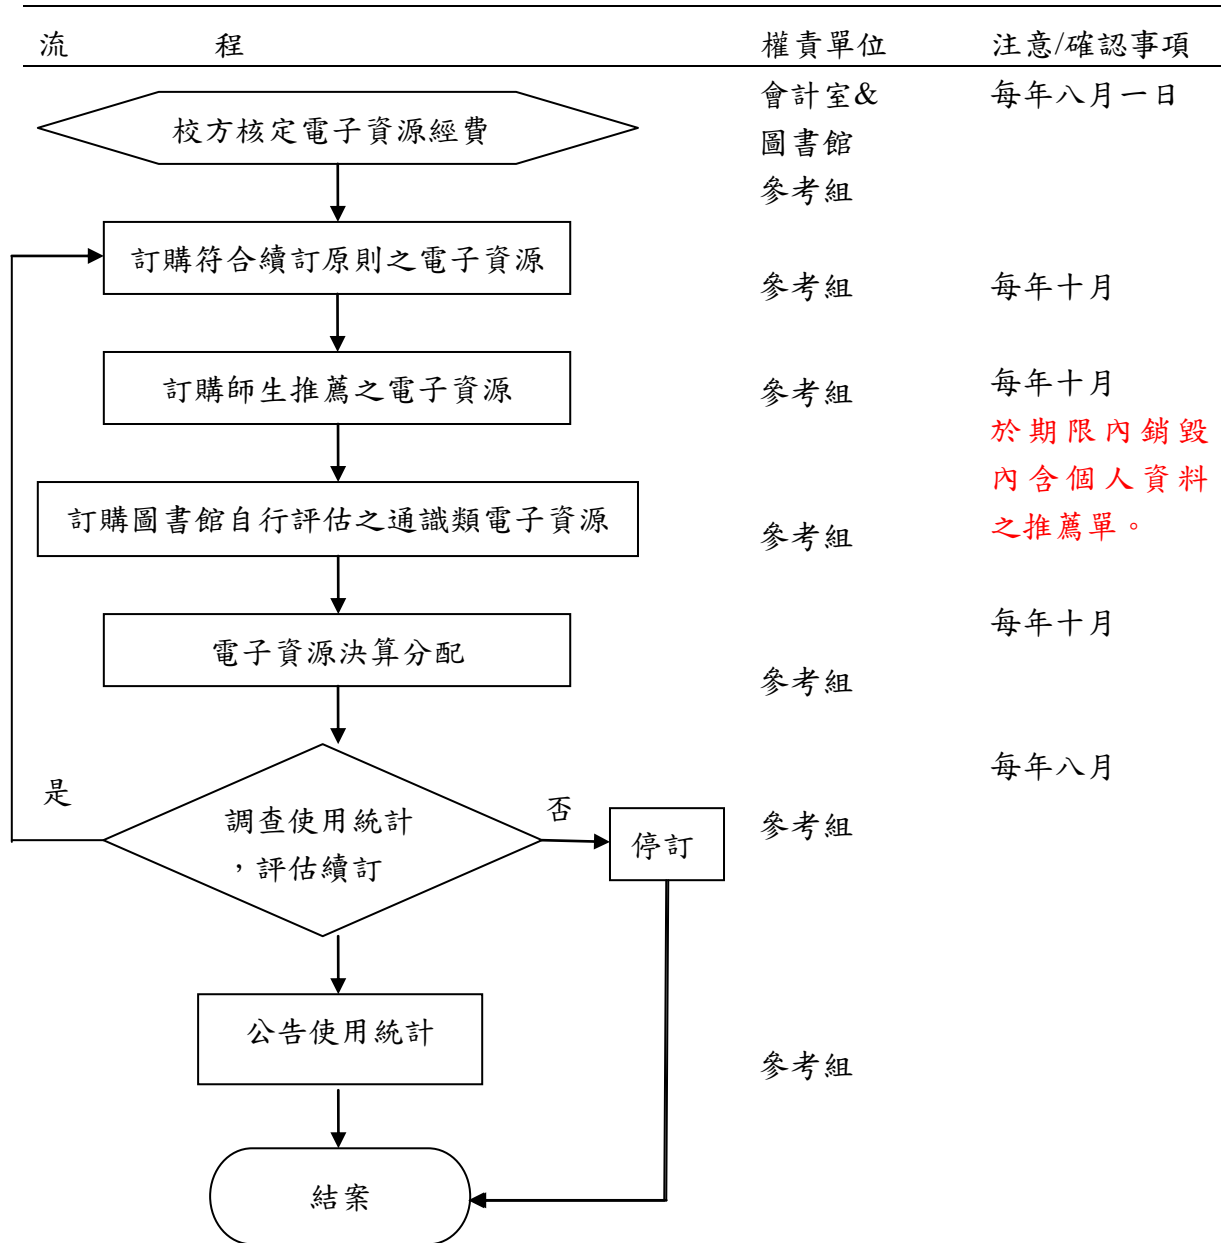 流　程　權責單位　注意/確認事項
會計室&　每年八月一日
校方核定電子資源經費
圖書館
參考組
訂購符合續訂原則之電子資源
參考組　每年十月
訂購師生推薦之電子資源
參考組　每年十月
於期限內銷毀
內含個人資料
之推薦單。
訂購圖書館自行評估之通識類電子資源
參考組
每年十月
電子資源決算分配
參考組
每年八月
是
否
調查使用統計
，評估續訂
參考組
停訂
公告使用統計
參考組
結案